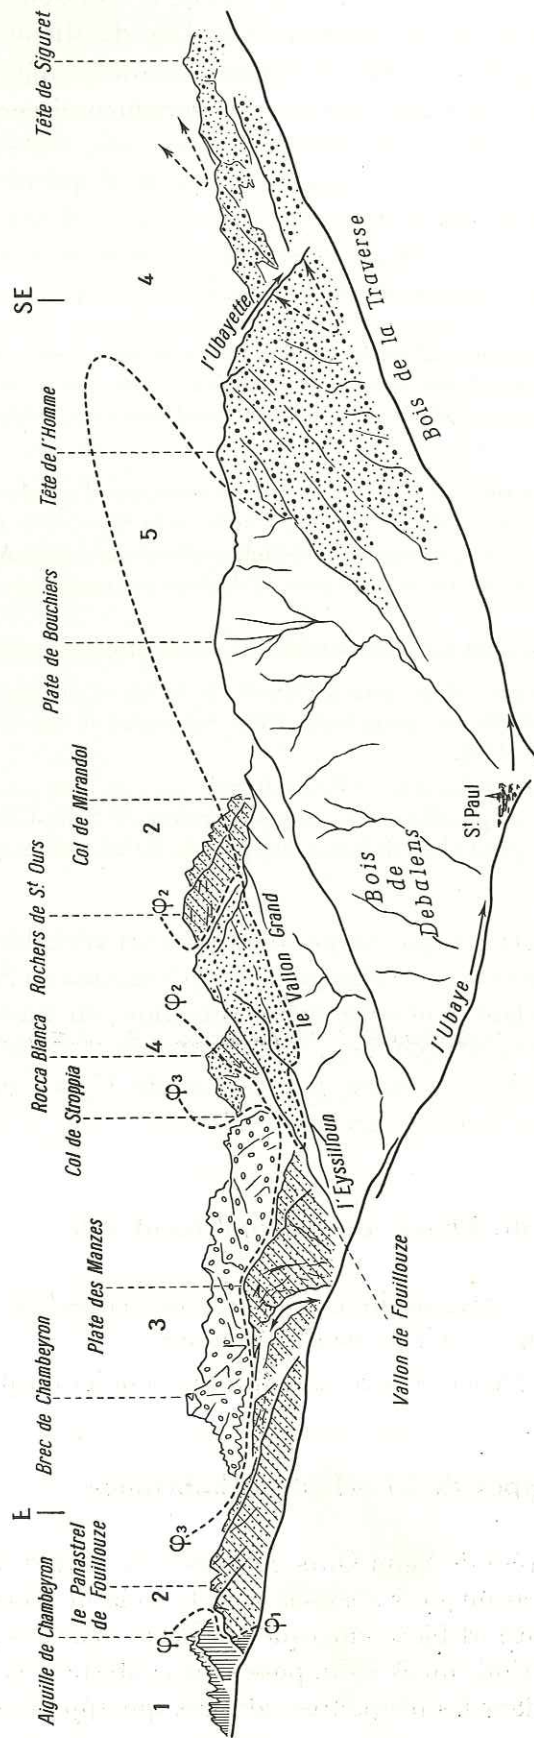 E
SE
Aiguille de Chambeyron
le Panastrel
de Fouillouze
Brec de Chambeyron
Plate des Manzes
Col de Stroppia
Rocca Blanca
Rochers de St Ours
Col de Mirandol
Plate de Bouchiers
Tête de l'Homme
Tête de Siguret
1
φ1
φ1
2
φ3
3
φ3
4
φ2
φ2
2
5
4
l'Ubayette
le Vallon Grand
l'Eyssilloun
Vallon de Fouillouze
Bois
de
Debalens
l'Ubaye
St Paul
Bois de la Traverse